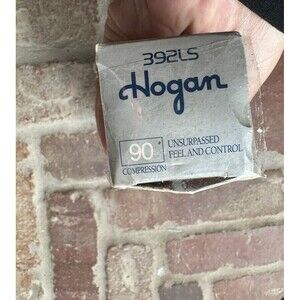 392LS
Hogan
90
COMPRESSION
UNSURPASSED
FEEL AND CONTROL